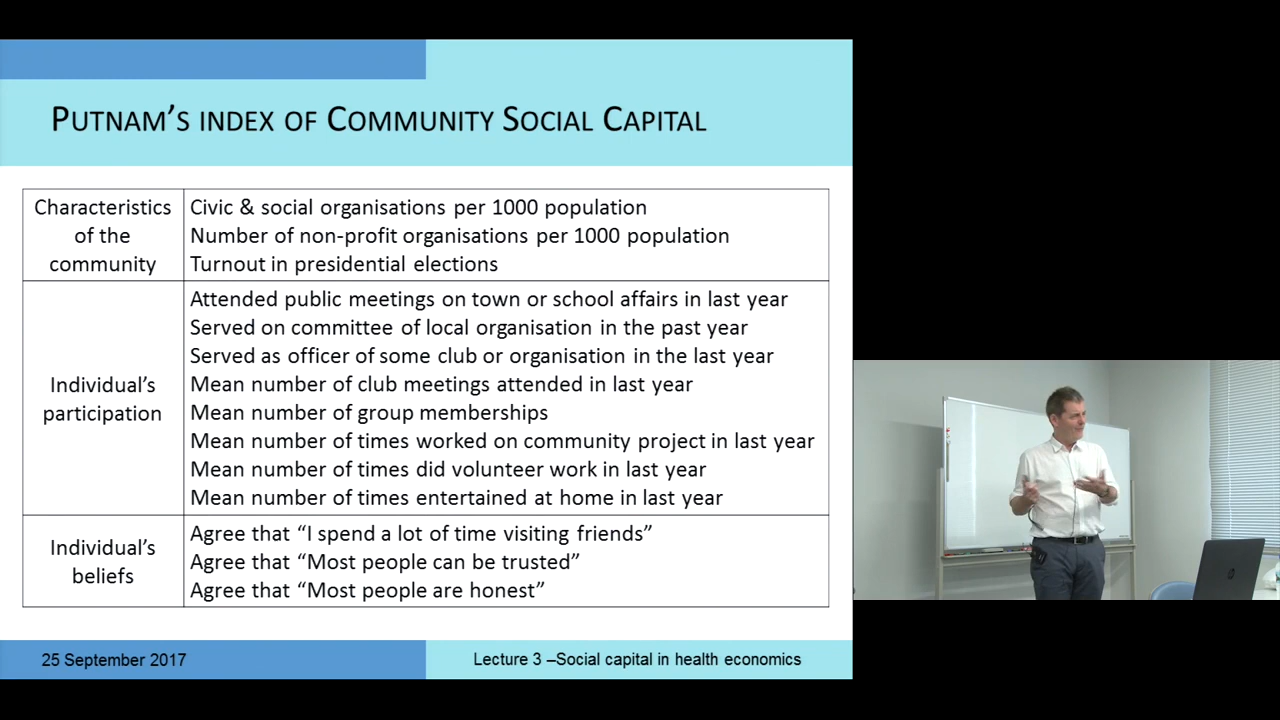 PUTNAM'S INDEX OF COMMUNITY SOCIAL CAPITAL
Characteristics of the community
Civic & social organisations per 1000 population
Number of non-profit organisations per 1000 population
Turnout in presidential elections
Individual's participation
Attended public meetings on town or school affairs in last year
Served on committee of local organisation in the past year
Served as officer of some club or organisation in the last year
Mean number of club meetings attended in last year
Mean number of group memberships
Mean number of times worked on community project in last year
Mean number of times did volunteer work in last year
Mean number of times entertained at home in last year
Individual's beliefs
Agree that “I spend a lot of time visiting friends”
Agree that “Most people can be trusted”
Agree that “Most people are honest”
25 September 2017
Lecture 3 –Social capital in health economics